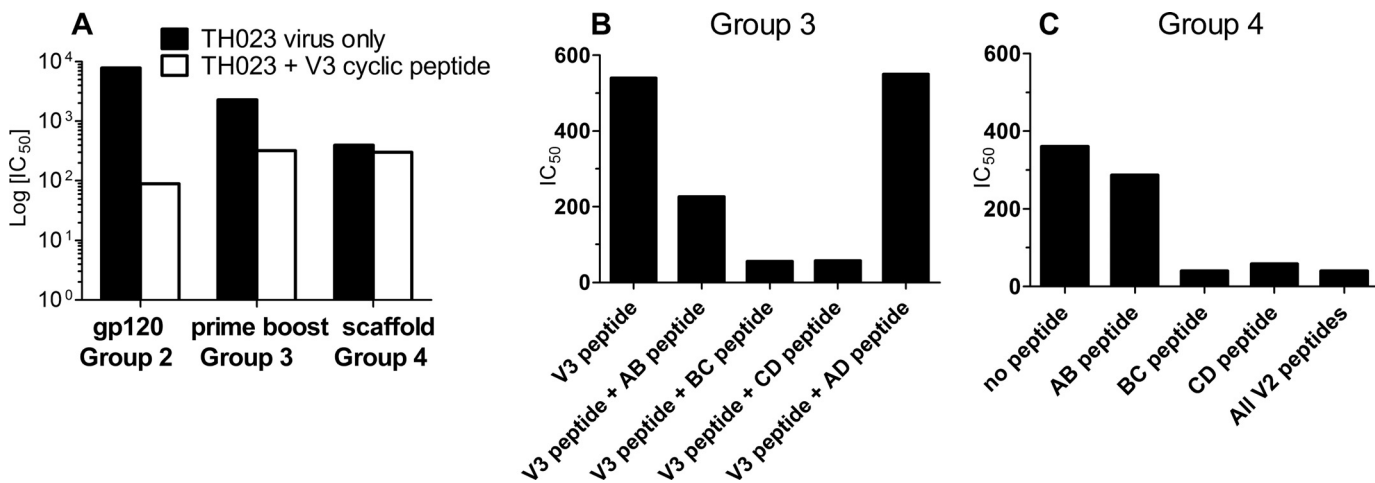 A
TH023 virus only
TH023 + V3 cyclic peptide
Log [IC50]
10^4
10^3
10^2
10^1
10^0
gp120 prime boost scaffold
Group 2 Group 3 Group 4
B Group 3
IC50
600
400
200
0
V3 peptide
V3 peptide + AB peptide
V3 peptide + BC peptide
V3 peptide + CD peptide
V3 peptide + AD peptide
C Group 4
IC50
600
400
200
0
no peptide
AB peptide
BC peptide
CD peptide
All V2 peptides